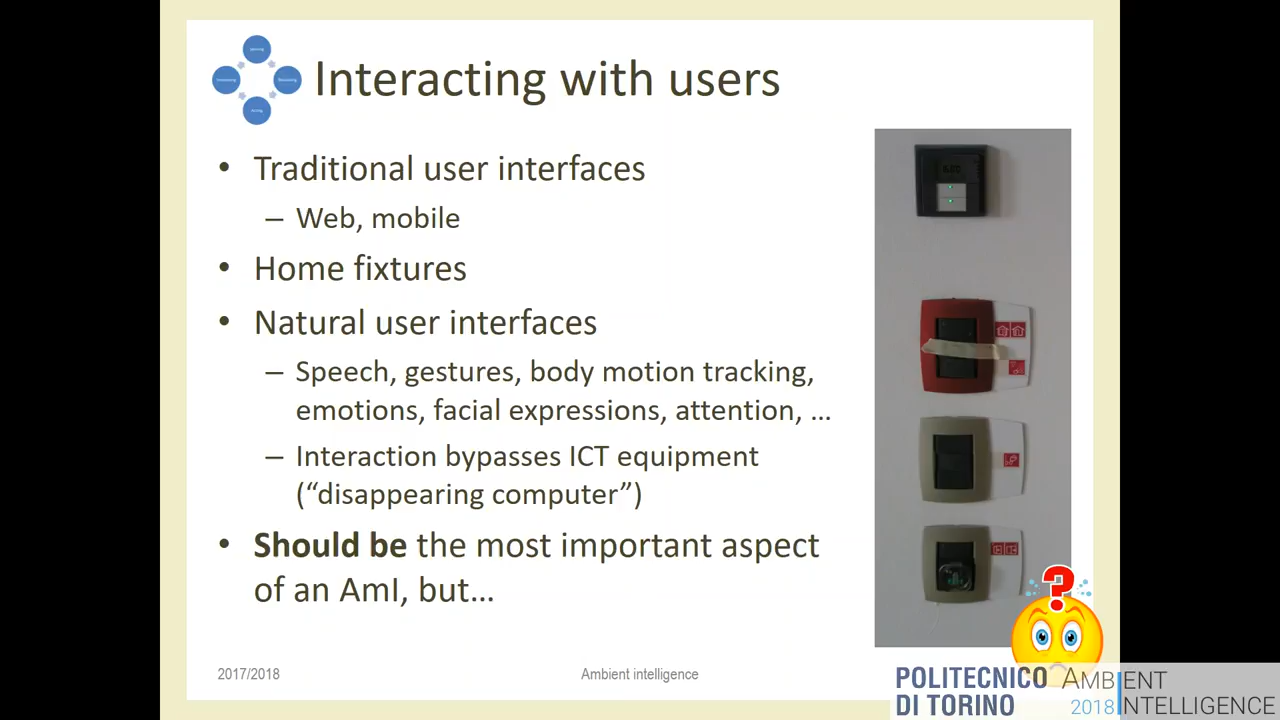 Interacting with users
• Traditional user interfaces
– Web, mobile
• Home fixtures
• Natural user interfaces
– Speech, gestures, body motion tracking,
emotions, facial expressions, attention, ...
– Interaction bypasses ICT equipment
(“disappearing computer”)
• Should be the most important aspect
of an AmI, but...
?
2017/2018
Ambient intelligence
POLITECNICO
DI TORINO
AMBIENT
2018 INTELLIGENCE